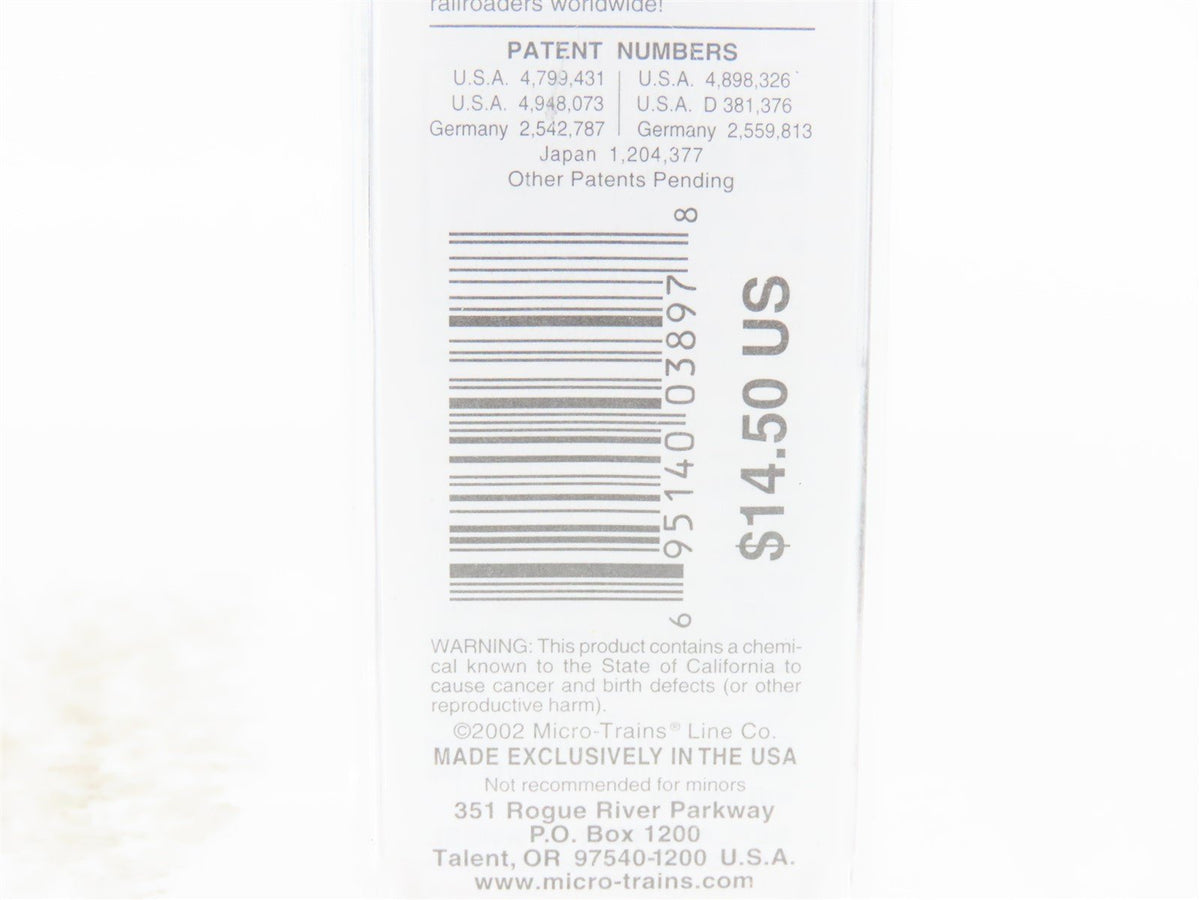 railroaders worldwide!
PATENT NUMBERS
U.S.A. 4,799,431 U.S.A. 4,898,326
U.S.A. 4,948,073 U.S.A. D 381,376
Germany 2,542,787 Germany 2,559,813
Japan 1,204,377
Other Patents Pending
6 95140 03897 8
$14.50 US
WARNING: This product contains a chemi-
cal known to the State of California to
cause cancer and birth defects (or other
reproductive harm).
©2002 Micro-Trains® Line Co.
MADE EXCLUSIVELY IN THE USA
Not recommended for minors
351 Rogue River Parkway
P.O. Box 1200
Talent, OR 97540-1200 U.S.A.
www.micro-trains.com